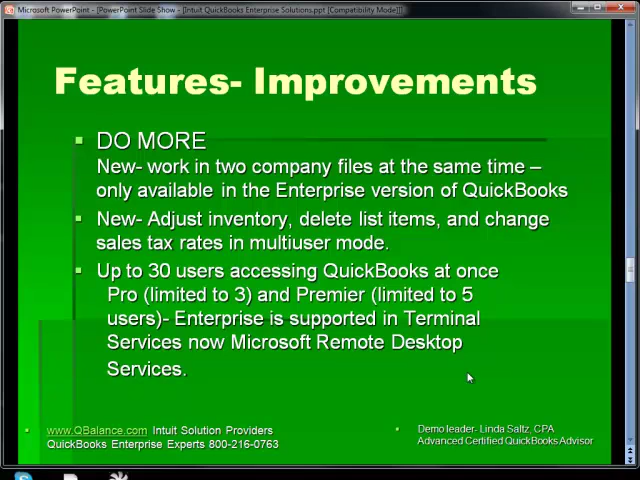 Microsoft PowerPoint - [PowerPoint Slide Show - [Intuit QuickBooks Enterprise Solutions.ppt [Compatibility Mode]]]
Features- Improvements
DO MORE
New- work in two company files at the same time –
only available in the Enterprise version of QuickBooks
New- Adjust inventory, delete list items, and change
sales tax rates in multiuser mode.
Up to 30 users accessing QuickBooks at once
Pro (limited to 3) and Premier (limited to 5
users)- Enterprise is supported in Terminal
Services now Microsoft Remote Desktop
Services.
www.QBalance.com Intuit Solution Providers
QuickBooks Enterprise Experts 800-216-0763
Demo leader- Linda Saltz, CPA
Advanced Certified QuickBooks Advisor